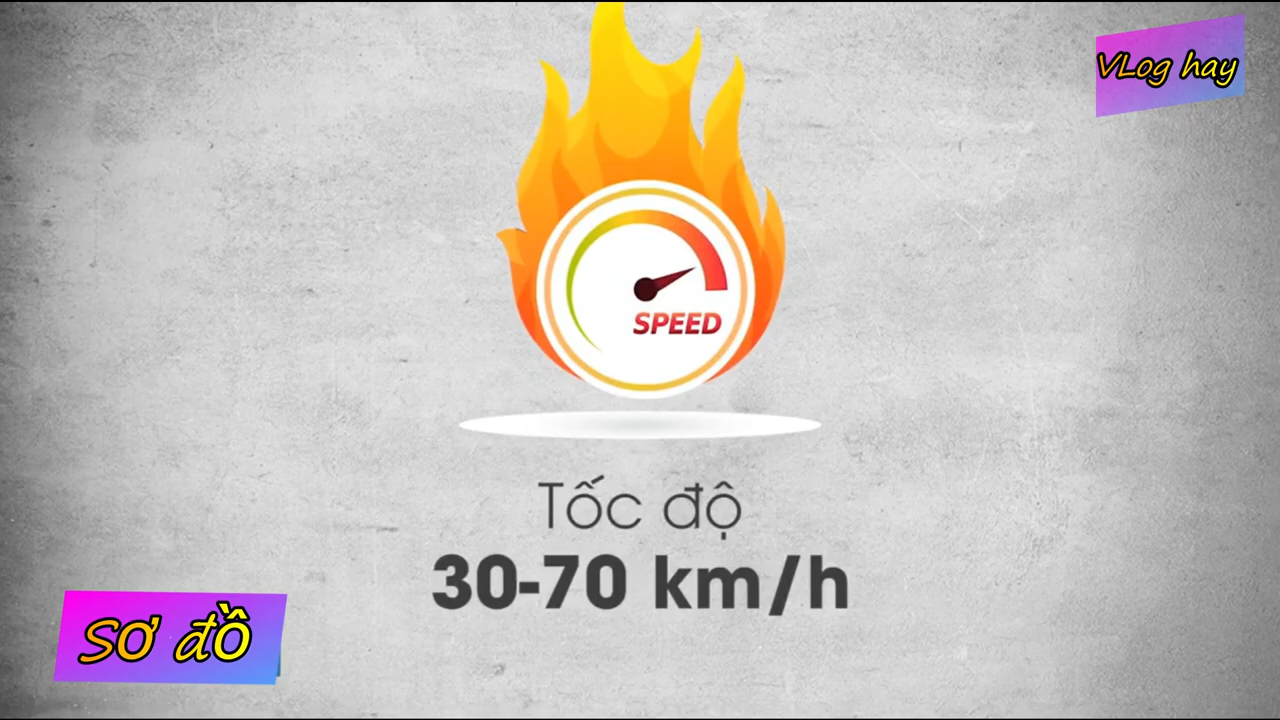 VLog hay
SPEED
Tốc độ
30-70 km/h
SƠ đồ